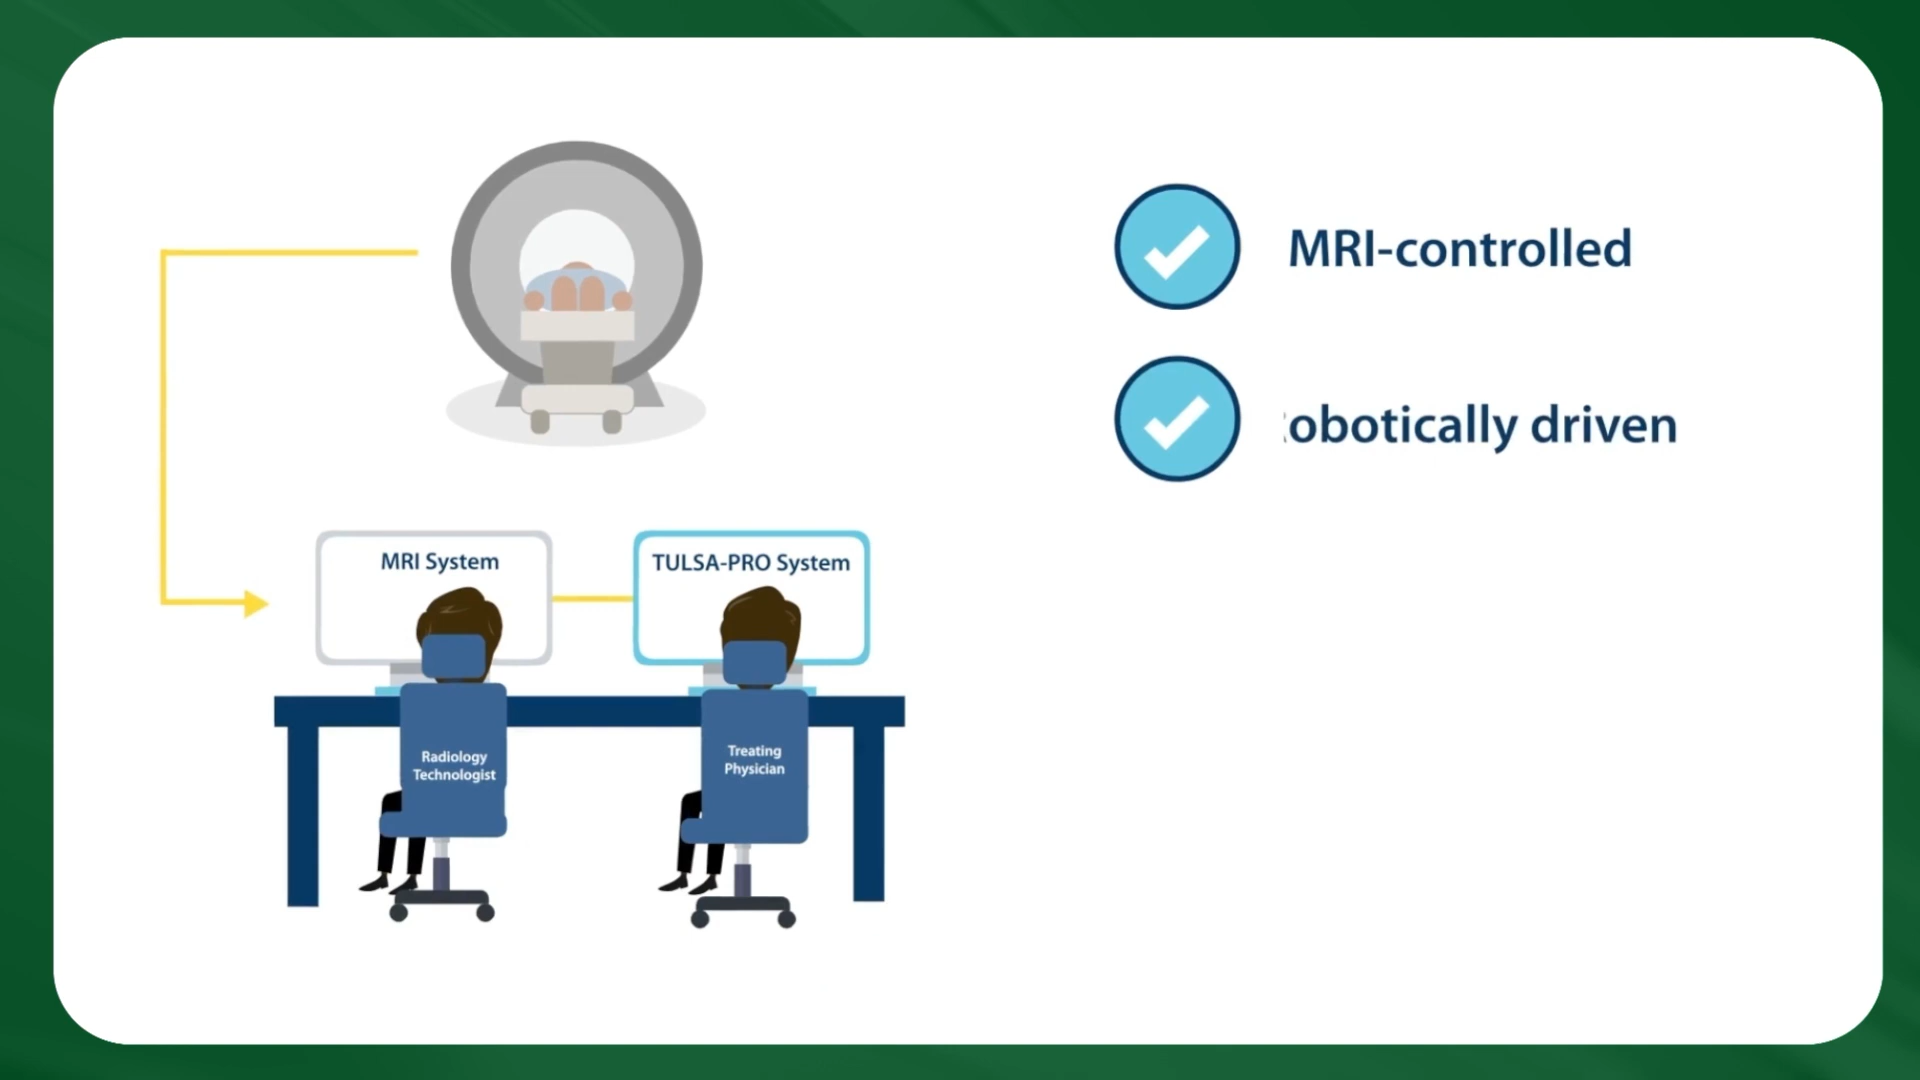 MRI-controlled
obotically driven
MRI System
TULSA-PRO System
Radiology
Technologist
Treating
Physician